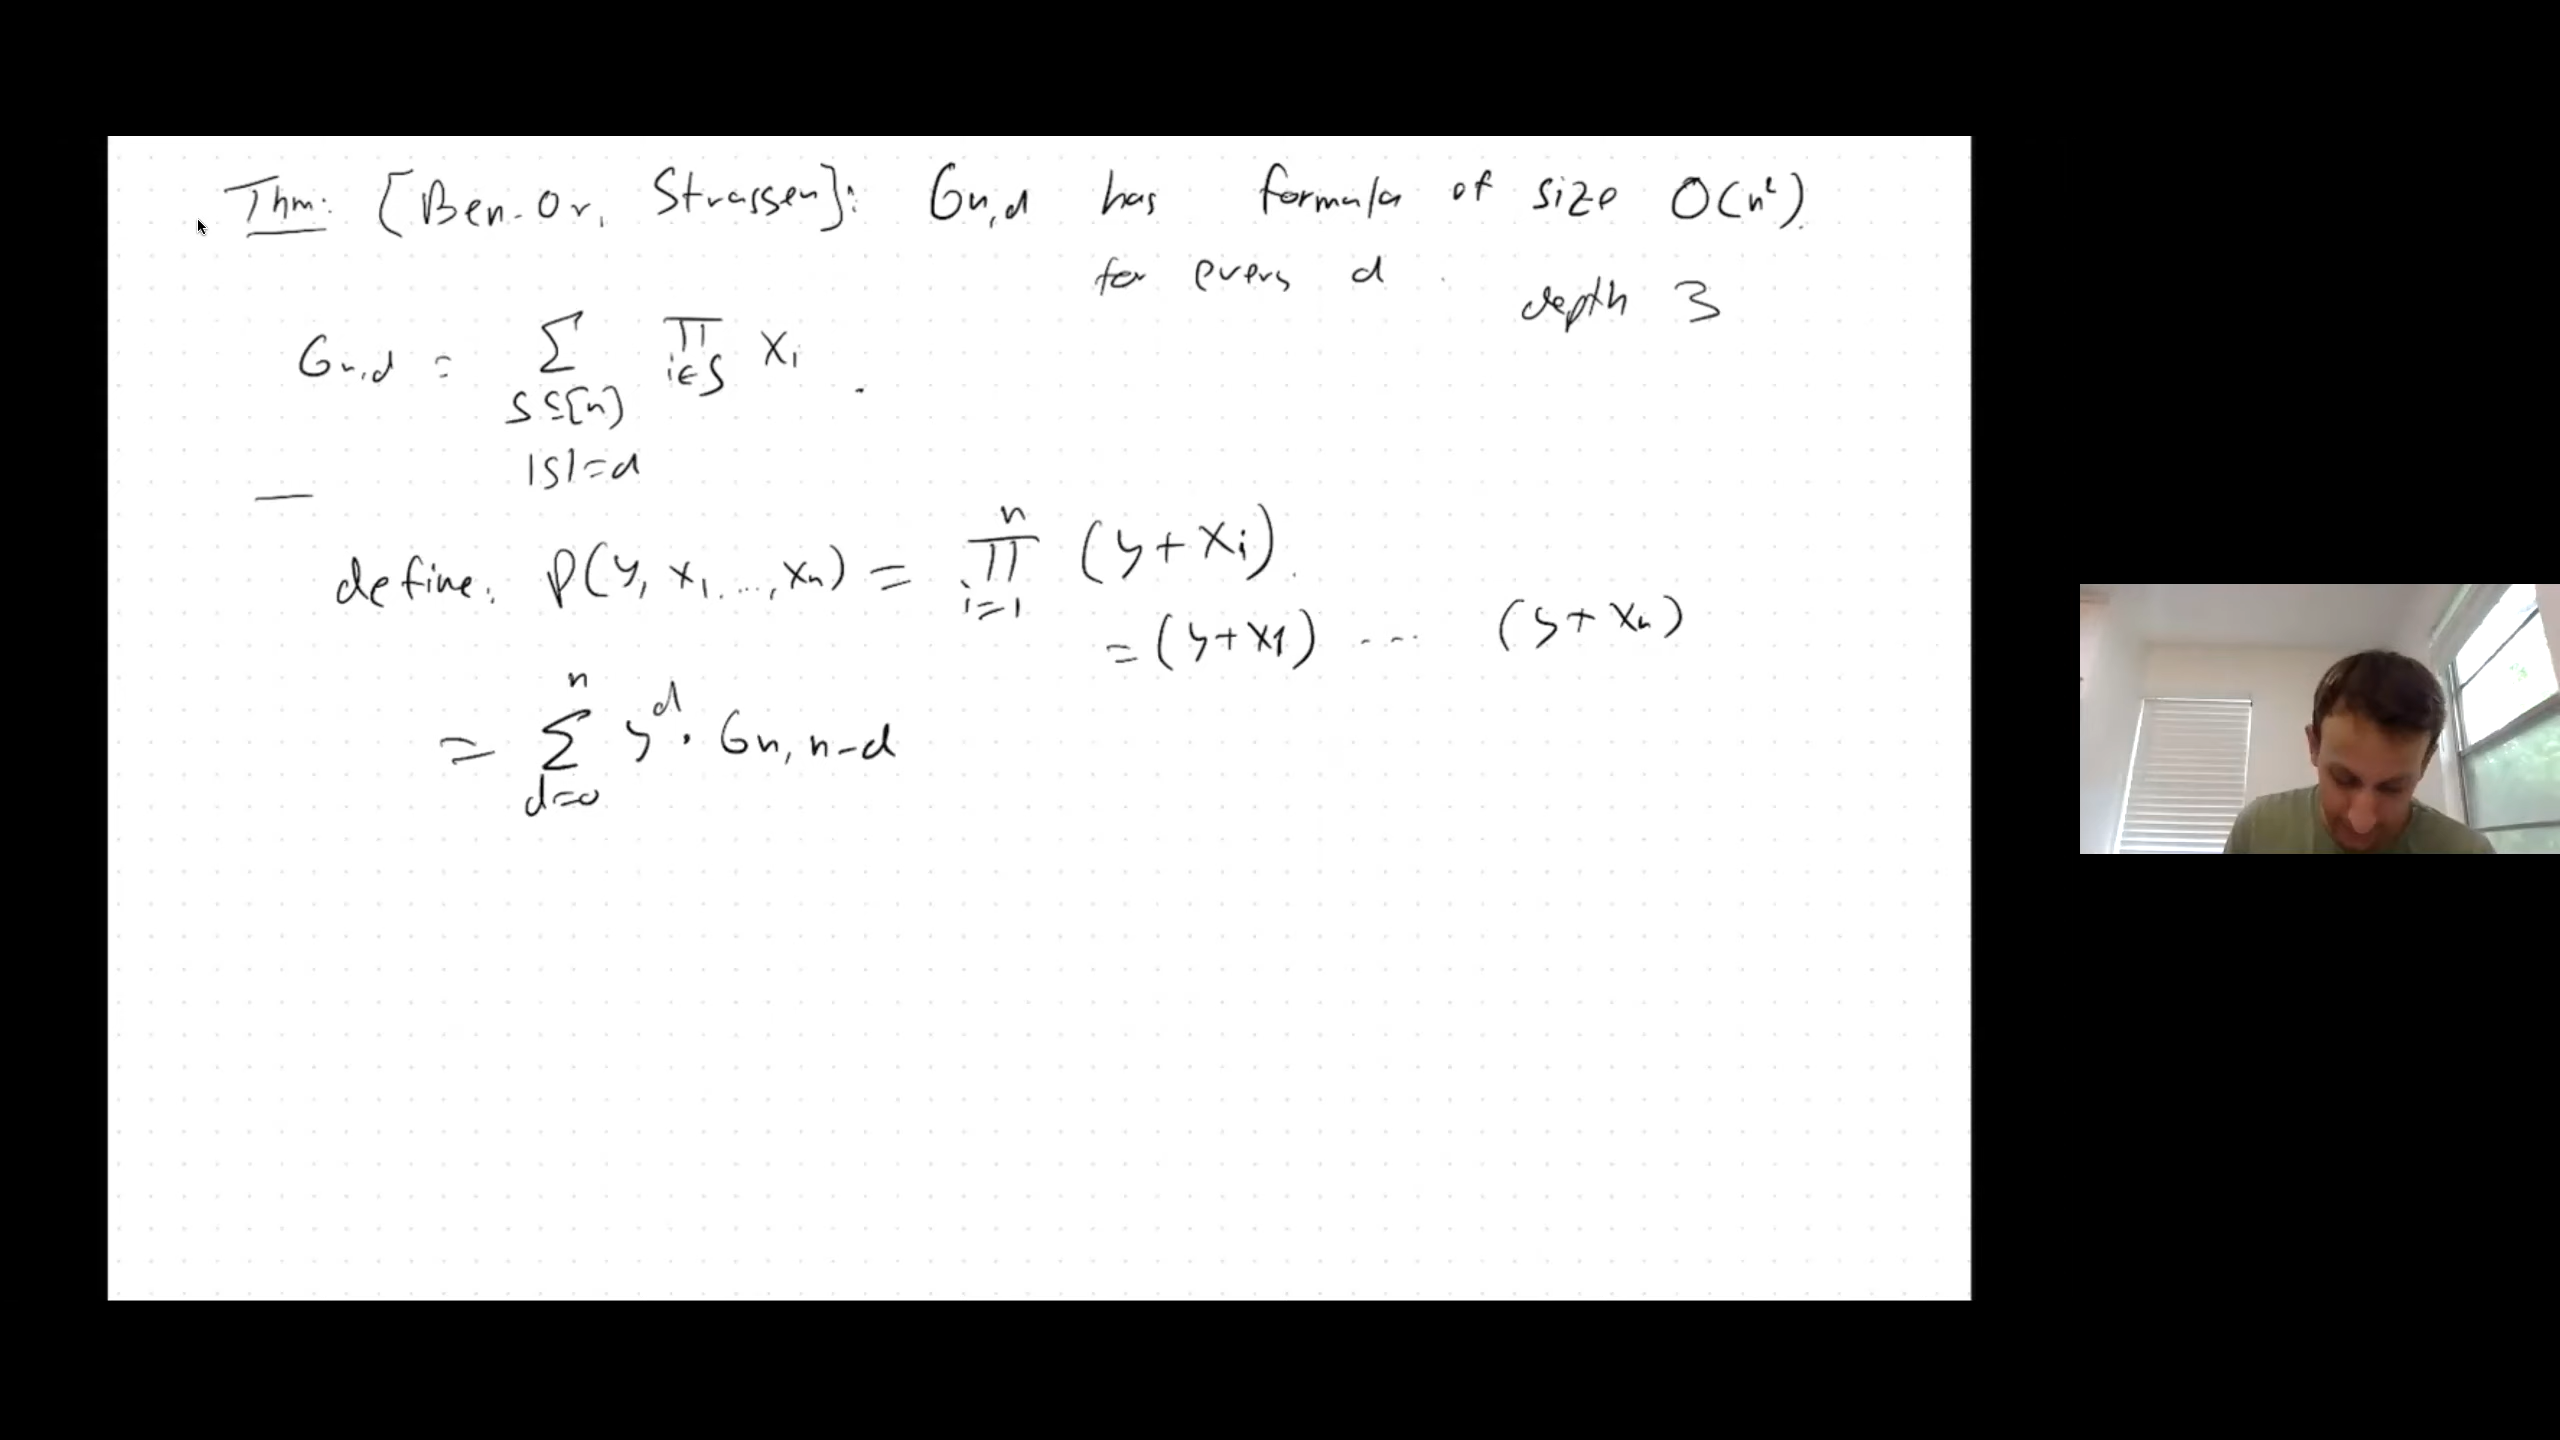 Thm: [Ben-Or, Strassen]: Gn,d has formula of size O(n²).
for every d. depth 3
Gn,d = Σ Π Xi .
S⊆[n] i∈S
|S|=d
define: P(y, x1, ..., xn) = Π (y + Xi).
n
i=1
= (y+X1) ... (y+Xn)
n
= Σ y^d · Gn, n-d
d=0